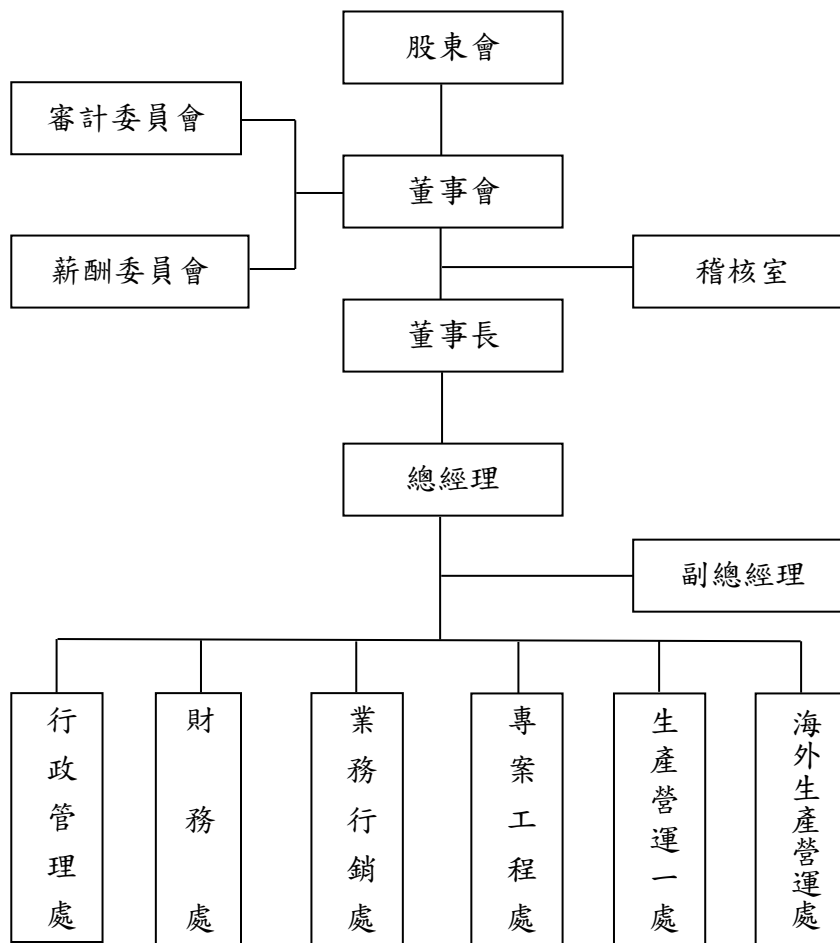 股東會
審計委員會
董事會
薪酬委員會
稽核室
董事長
總經理
副總經理
行政管理處
財務處
業務行銷處
專案工程處
生產營運一處
海外生產營運處